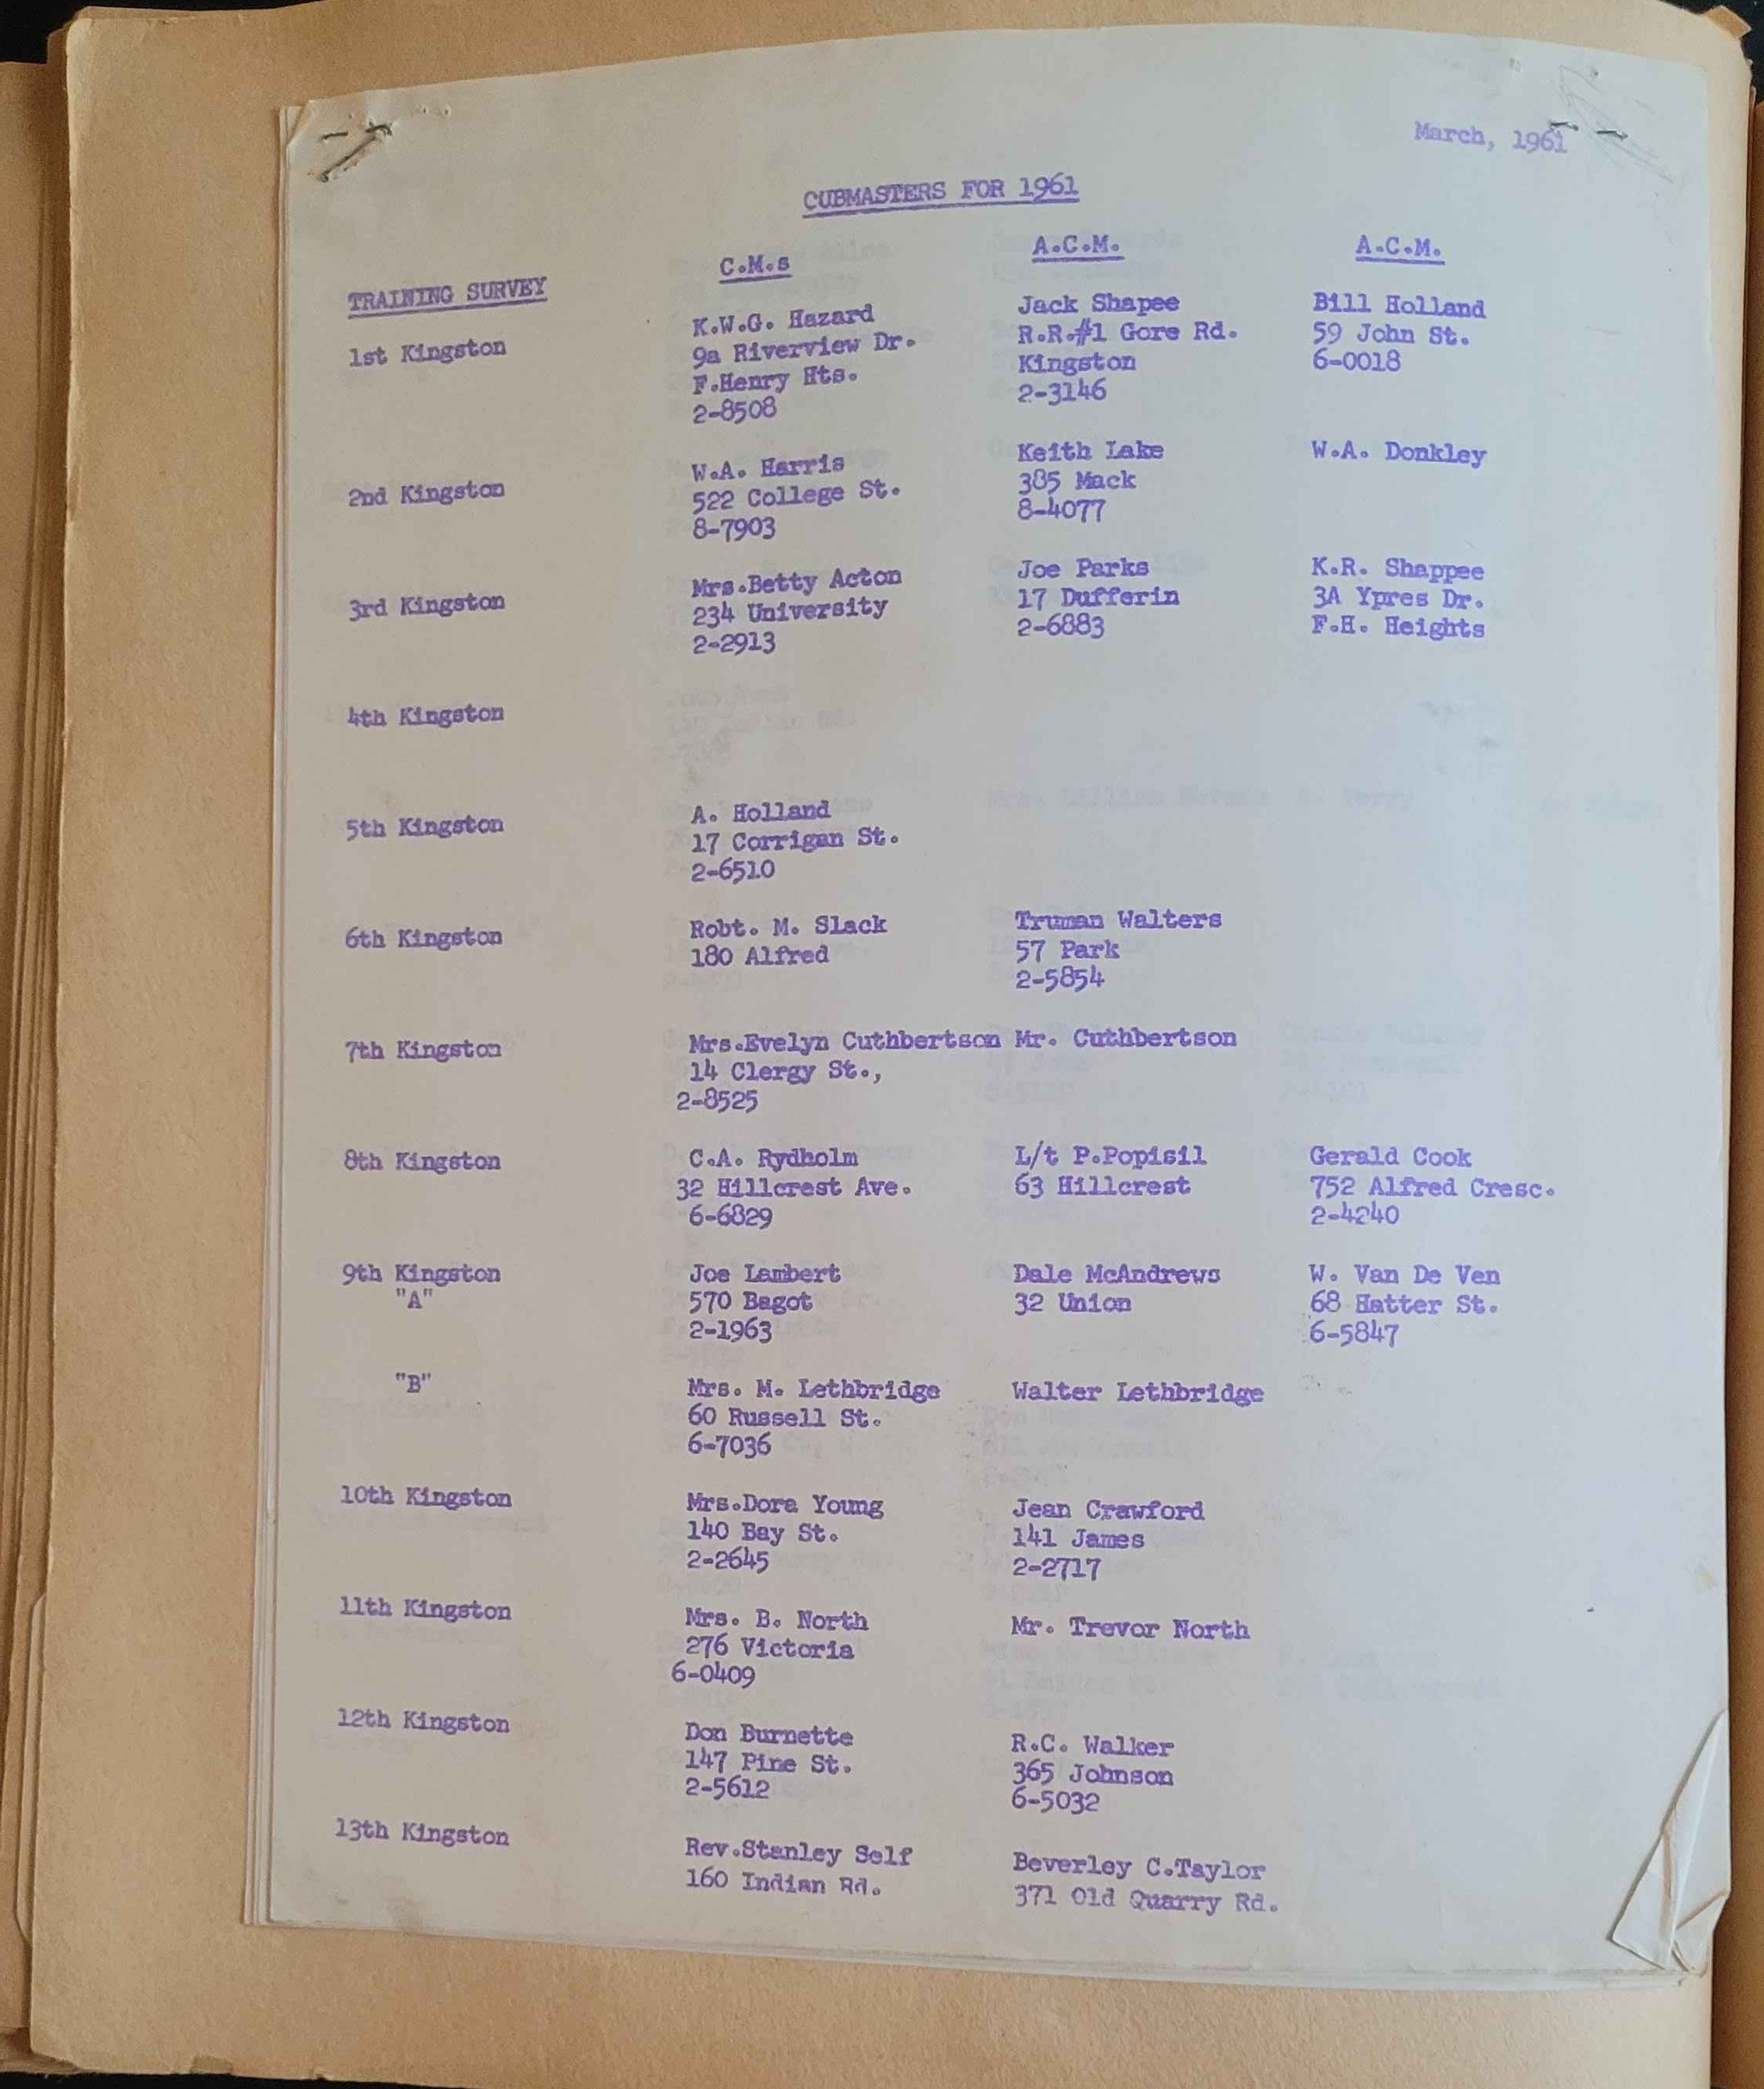 March, 1961
CUBMASTERS FOR 1961
TRAINING SURVEY C.M.s A.C.M. A.C.M.
1st Kingston K.W.G. Hazard Jack Shapee Bill Holland
9a Riverview Dr. R.R.#1 Gore Rd. 59 John St.
F.Henry Hts. Kingston 6-0018
2-8508 2-3146
2nd Kingston W.A. Harris Keith Lake W.A. Donkley
522 College St. 385 Mack
8-7903 8-4077
3rd Kingston Mrs.Betty Acton Joe Parks K.R. Shappee
234 University 17 Dufferin 3A Ypres Dr.
2-2913 2-6883 F.H. Heights
4th Kingston
5th Kingston A. Holland
17 Corrigan St.
2-6510
6th Kingston Robt. M. Slack Truman Walters
180 Alfred 57 Park
2-5854
7th Kingston Mrs.Evelyn Cuthbertson Mr. Cuthbertson
14 Clergy St.,
2-8525
8th Kingston C.A. Rydholm L/t P.Popisil Gerald Cook
32 Hillcrest Ave. 63 Hillcrest 752 Alfred Cresc.
6-6829 2-4240
9th Kingston Joe Lambert Dale McAndrews W. Van De Ven
"A" 570 Bagot 32 Union 68 Hatter St.
2-1963 6-5847
"B" Mrs. M. Lethbridge Walter Lethbridge
60 Russell St.
6-7036
10th Kingston Mrs.Dora Young Jean Crawford
140 Bay St. 141 James
2-2645 2-2717
11th Kingston Mrs. B. North Mr. Trevor North
276 Victoria
6-0409
12th Kingston Don Burnette R.C. Walker
147 Pine St. 365 Johnson
2-5612 6-5032
13th Kingston Rev.Stanley Self Beverley C.Taylor
160 Indian Rd. 371 Old Quarry Rd.